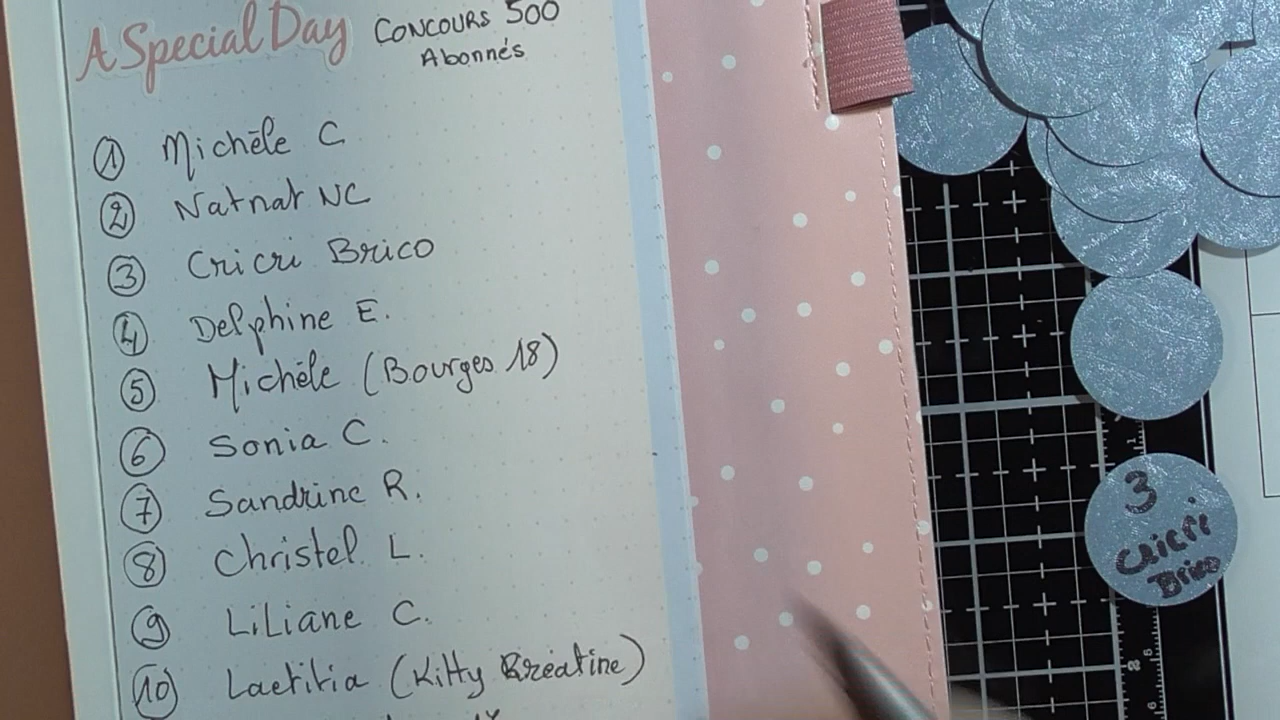 A Special Day CONCOURS 500
Abonnés
1 Michèle C
2 Natnat NC
3 Cricri Brico
4 Delphine E.
5 Michèle (Bourges 18)
6 Sonia C.
7 Sandrine R.
8 Christel L.
9 Liliane C.
10 Laetitia (Kitty Kreatine)
3
Cricri
Brico